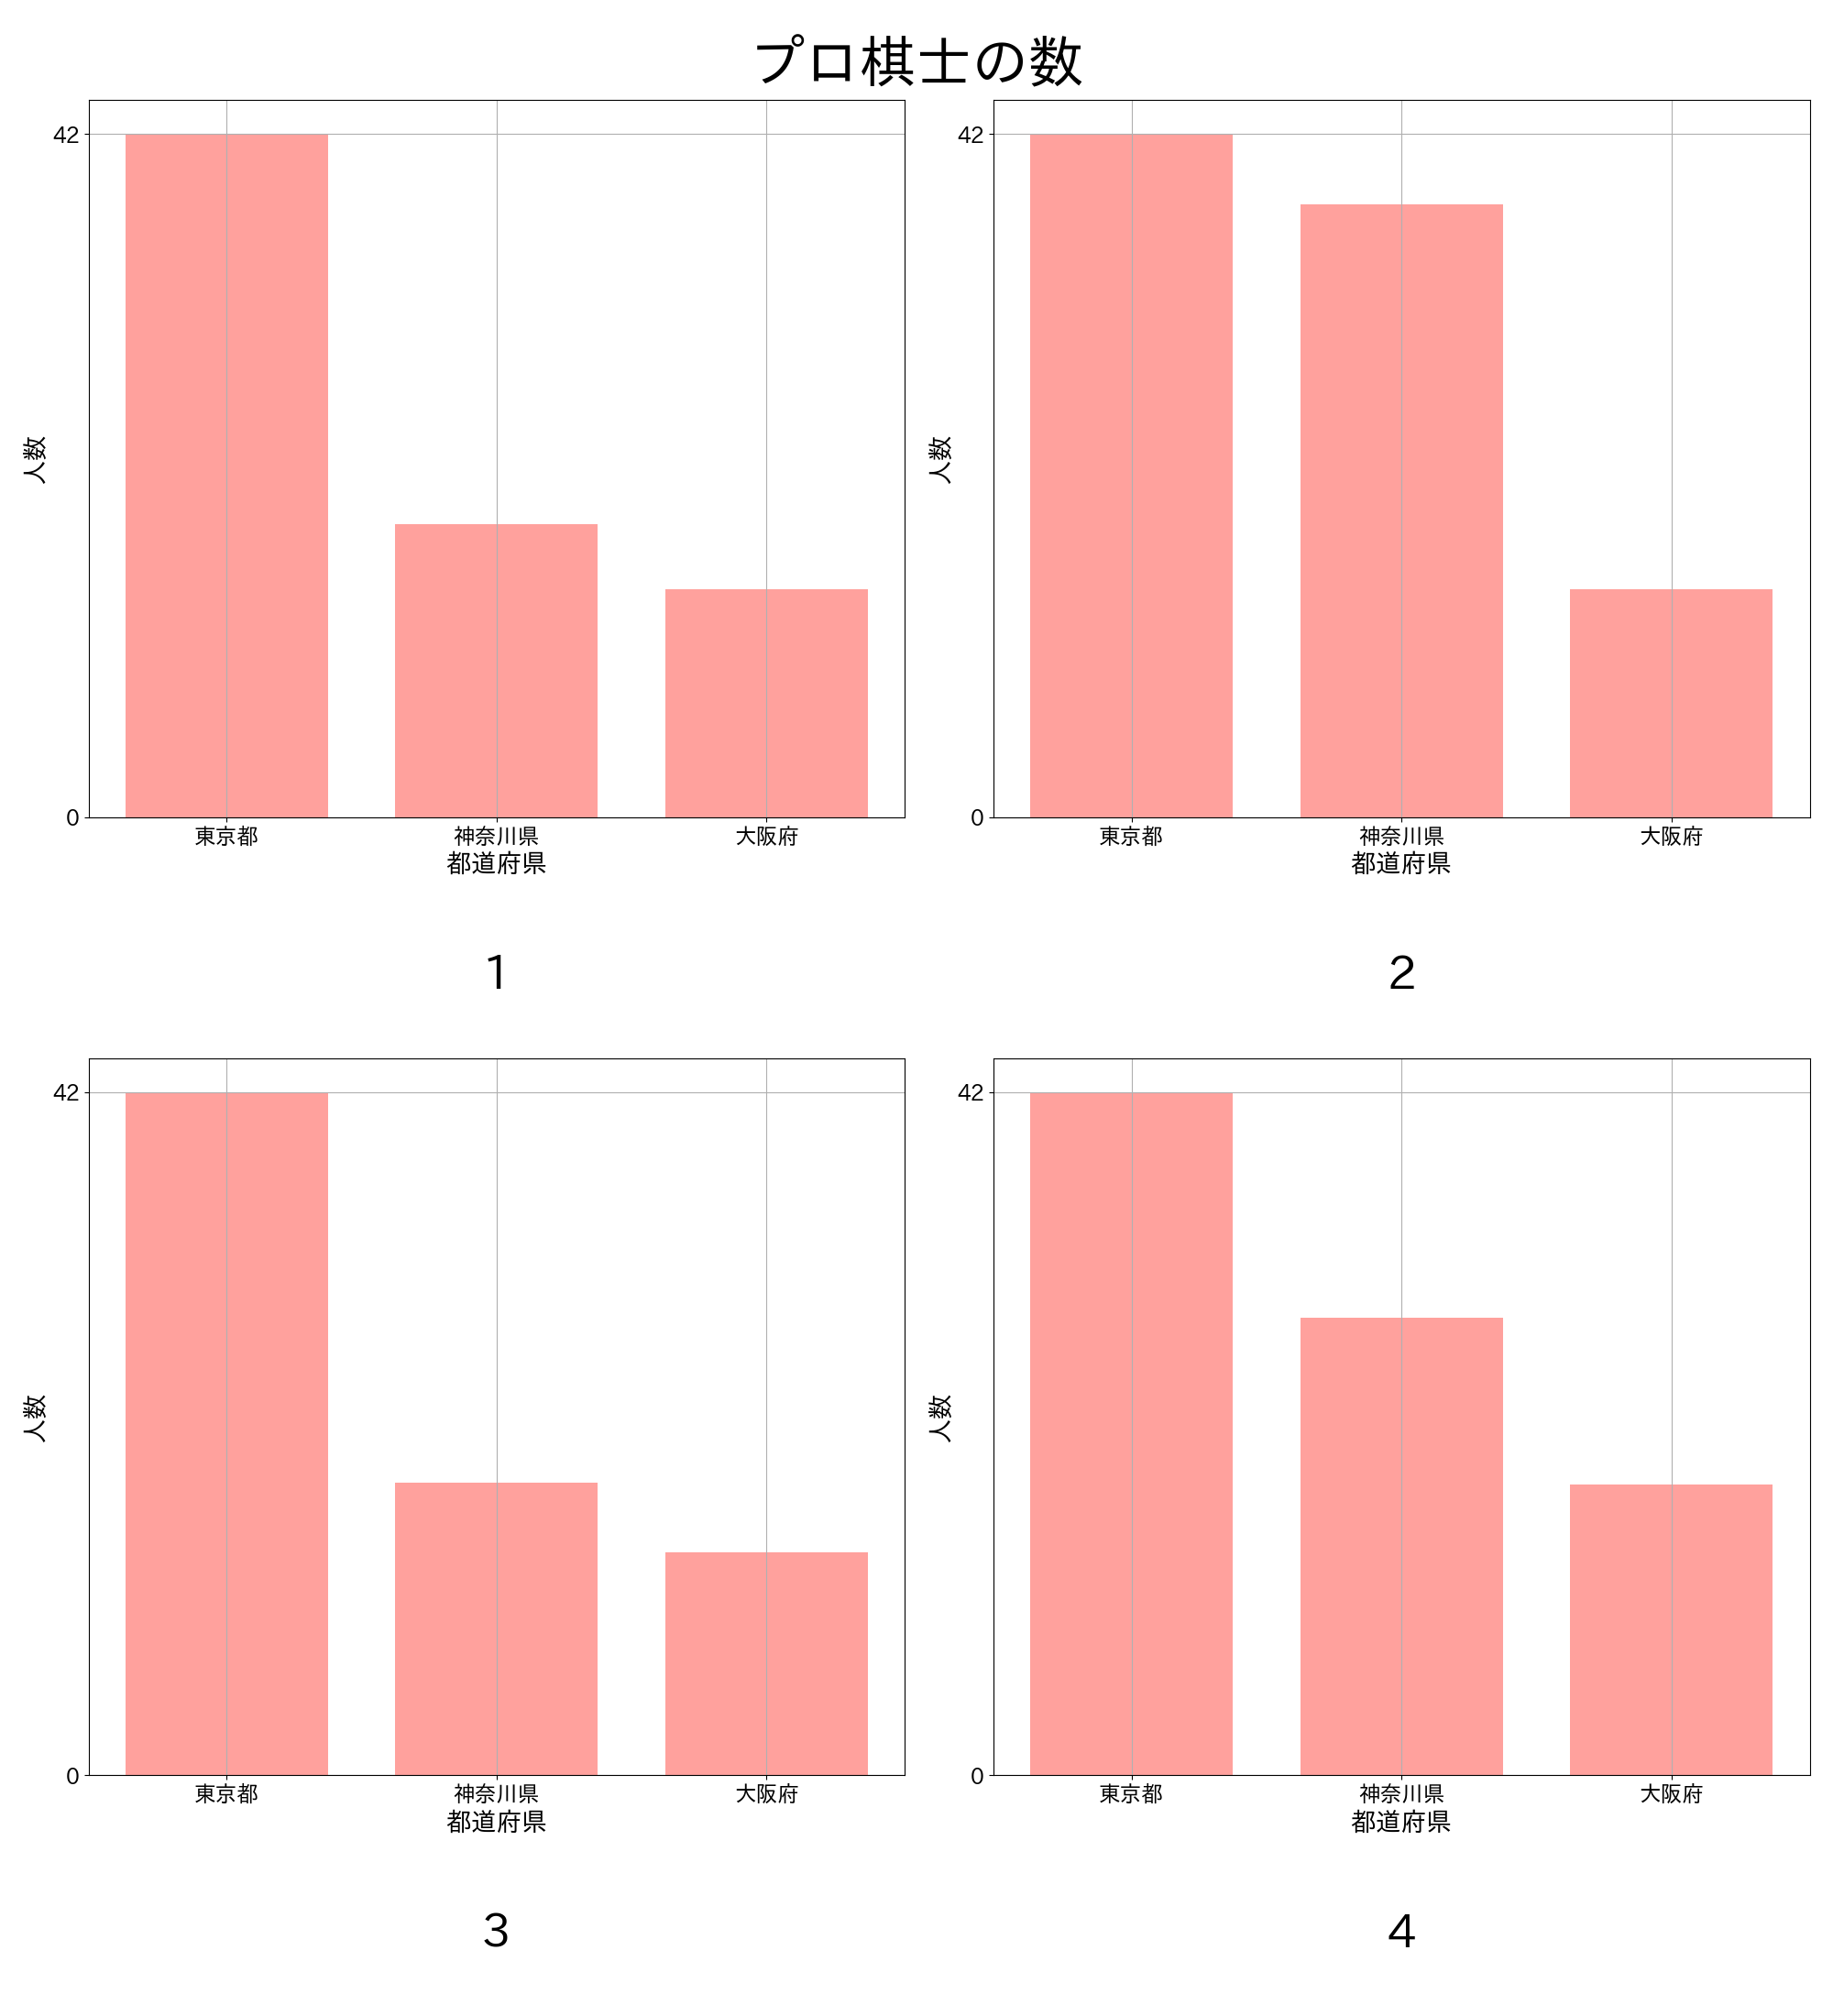 プロ棋士の数
42
0
人数
東京都 神奈川県 大阪府
都道府県
1
42
0
人数
東京都 神奈川県 大阪府
都道府県
2
42
0
人数
東京都 神奈川県 大阪府
都道府県
3
42
0
人数
東京都 神奈川県 大阪府
都道府県
4